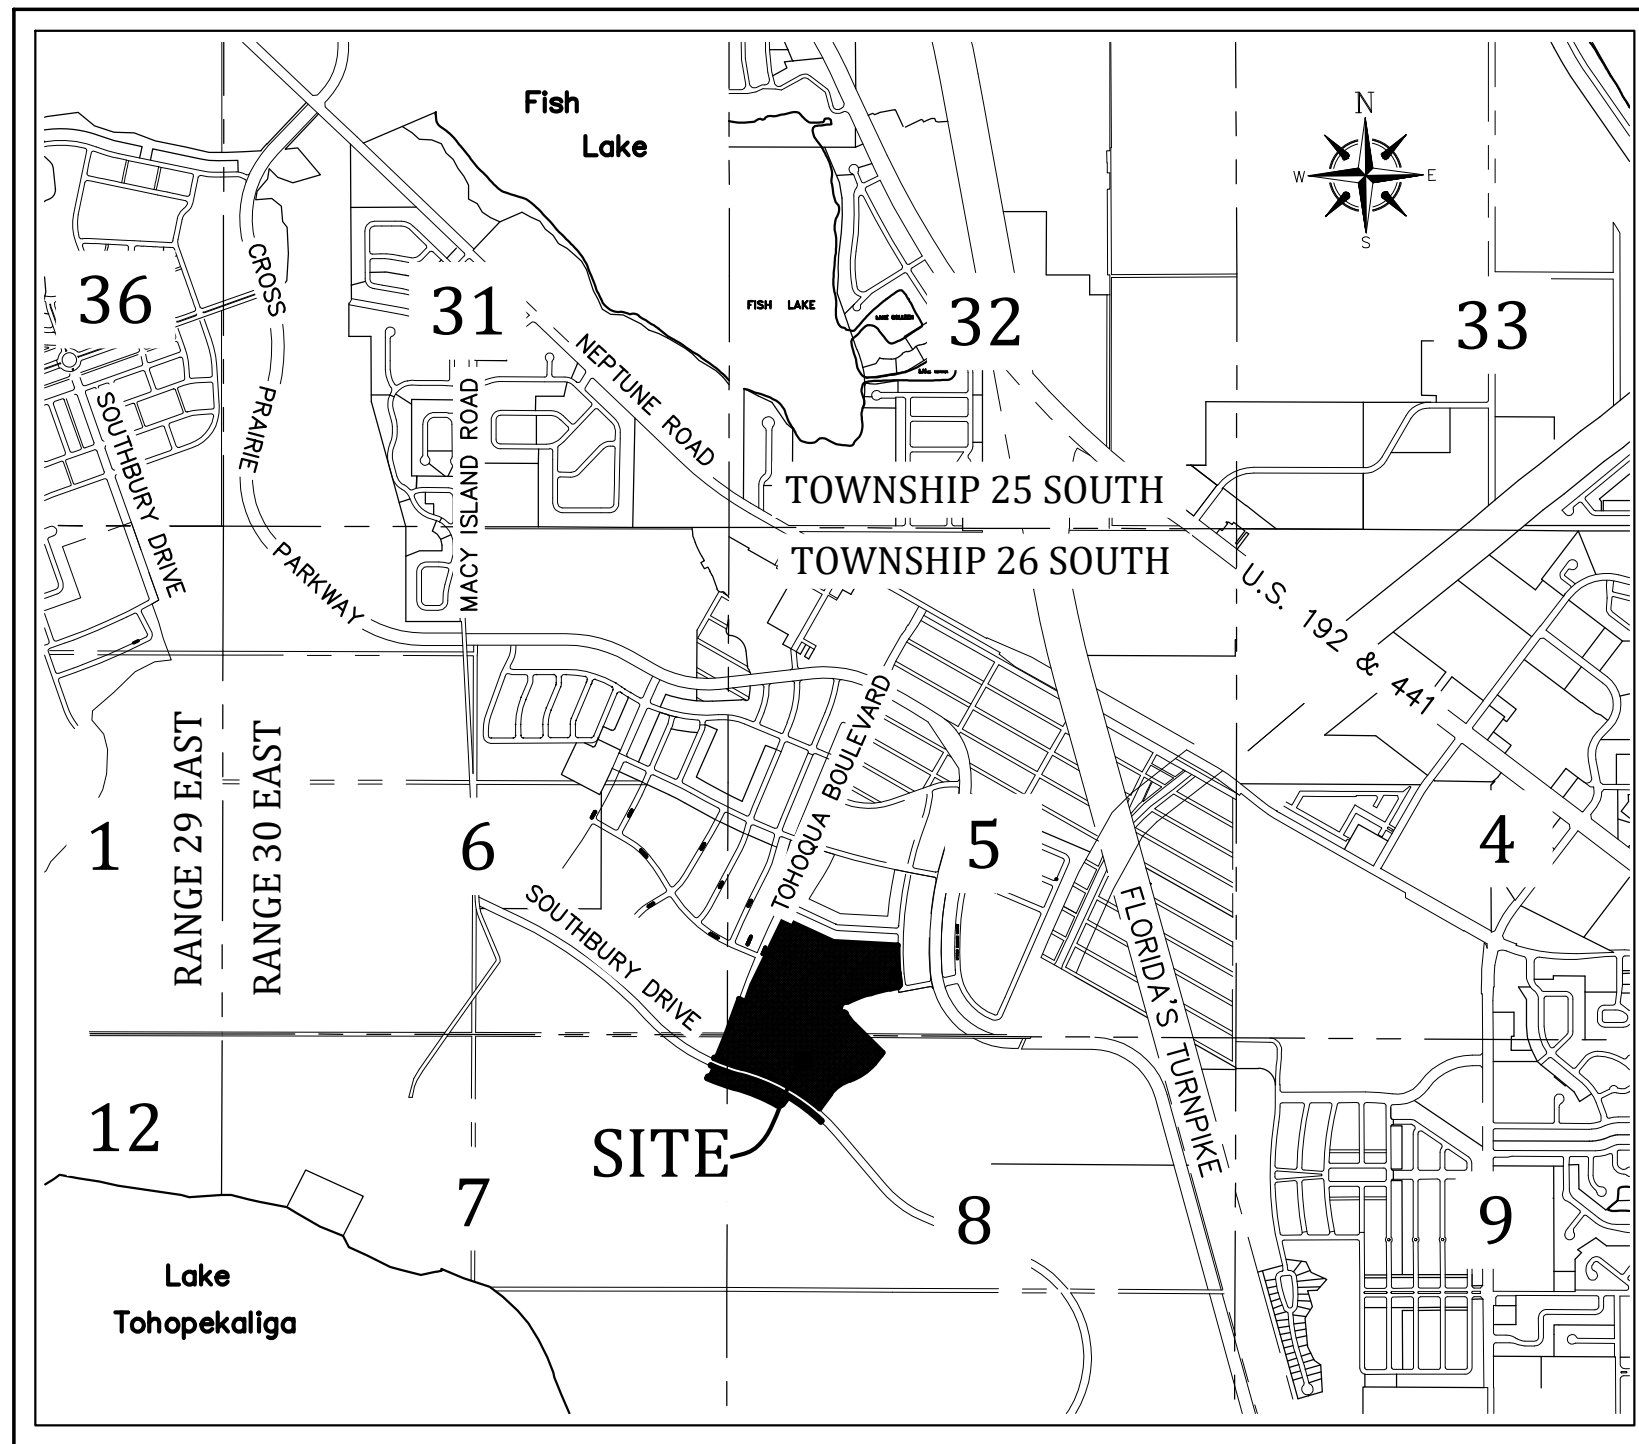 Fish
Lake
N
W
E
S
36
31
32
33
FISH LAKE
LAKE COLLEEN
CROSS
PRAIRIE
PARKWAY
SOUTHBURY DRIVE
MACY ISLAND ROAD
NEPTUNE ROAD
TOWNSHIP 25 SOUTH
TOWNSHIP 26 SOUTH
U.S. 192 & 441
RANGE 29 EAST
RANGE 30 EAST
TOHOQUA BOULEVARD
1
6
5
4
SOUTHBURY DRIVE
FLORIDA'S TURNPIKE
12
SITE
7
8
9
Lake
Tohopekaliga